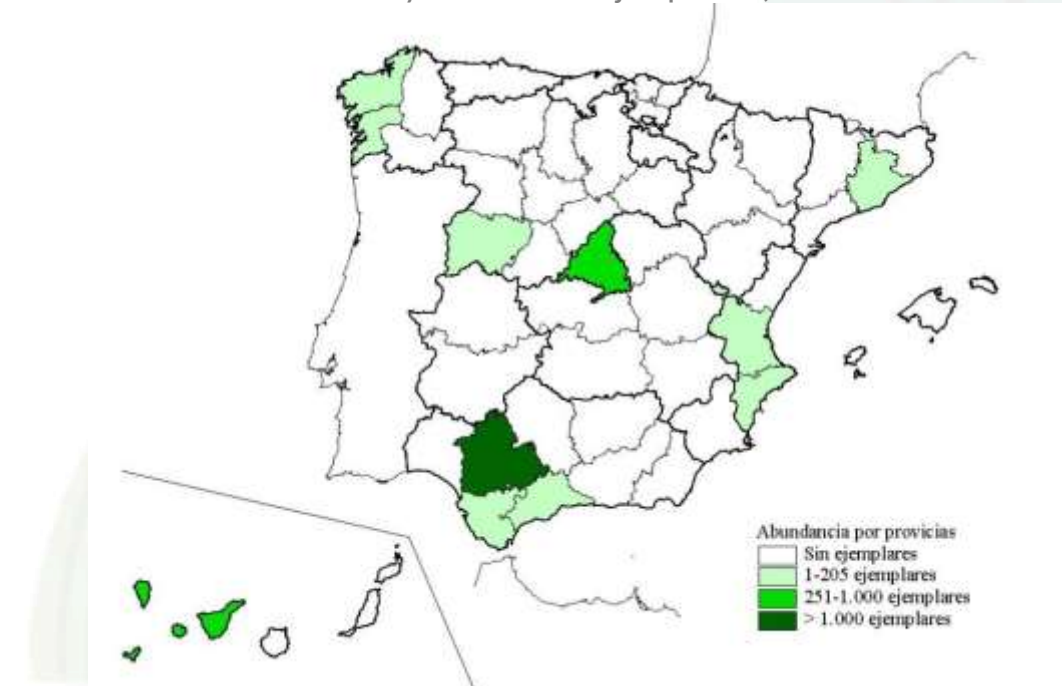 Abundancia por provicias
Sin ejemplares
1-205 ejemplares
251-1.000 ejemplares
> 1.000 ejemplares